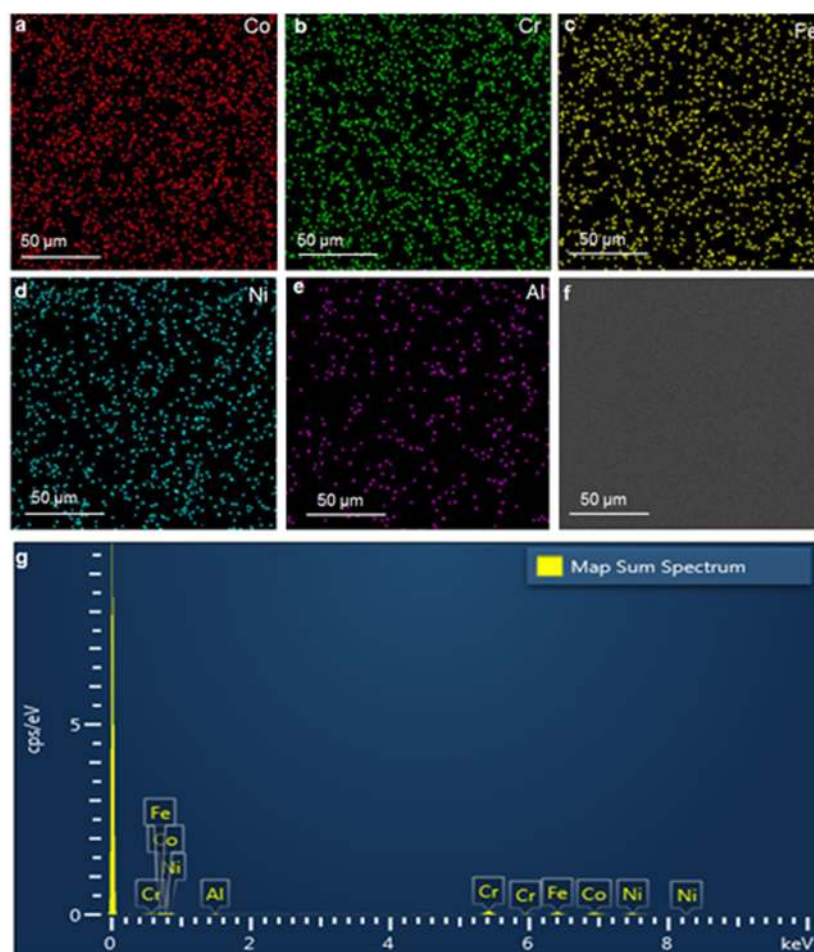 a Co
b Cr
c Fe
50 µm
50 µm
50 µm
d Ni
e Al
f
50 µm
50 µm
50 µm
g
Map Sum Spectrum
5
cps/eV
Fe
Co
Ni
Cr
Al
Cr
Cr
Fe
Co
Ni
Ni
0
0 2 4 6 8 keV